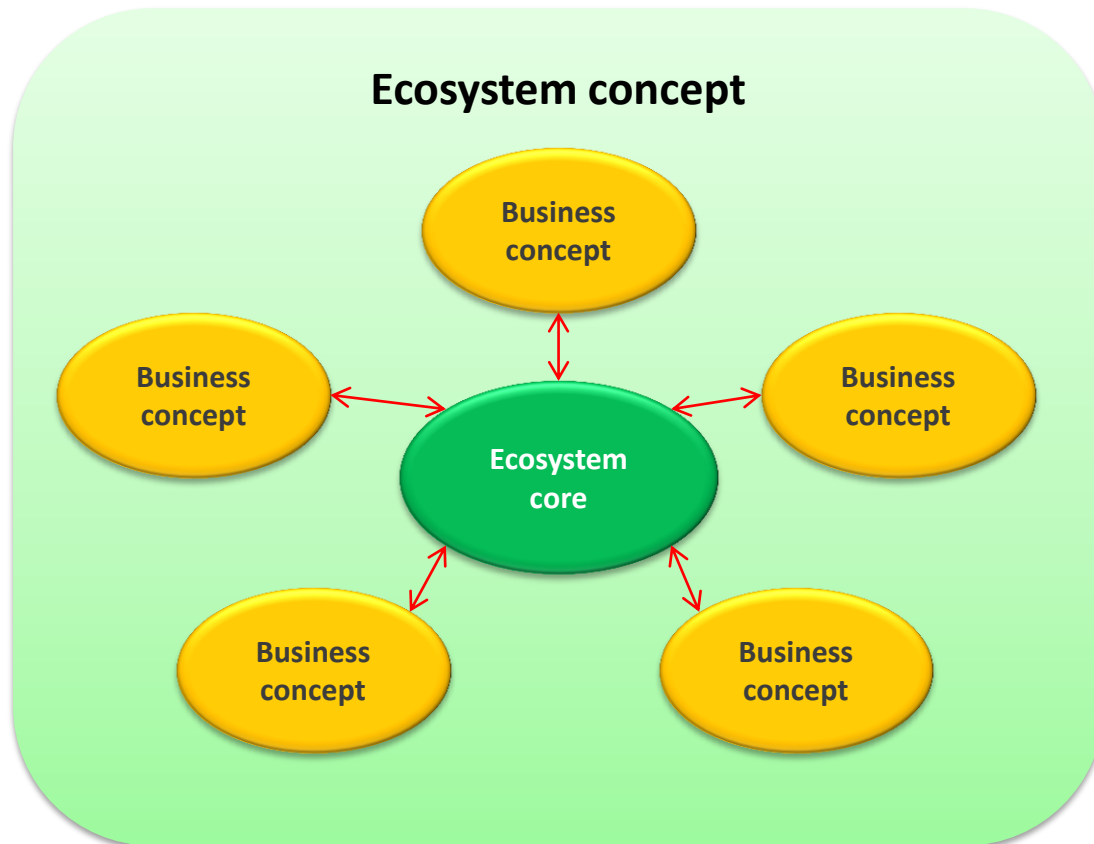 Ecosystem concept
Business
concept
Business
concept
Business
concept
Ecosystem
core
Business
concept
Business
concept